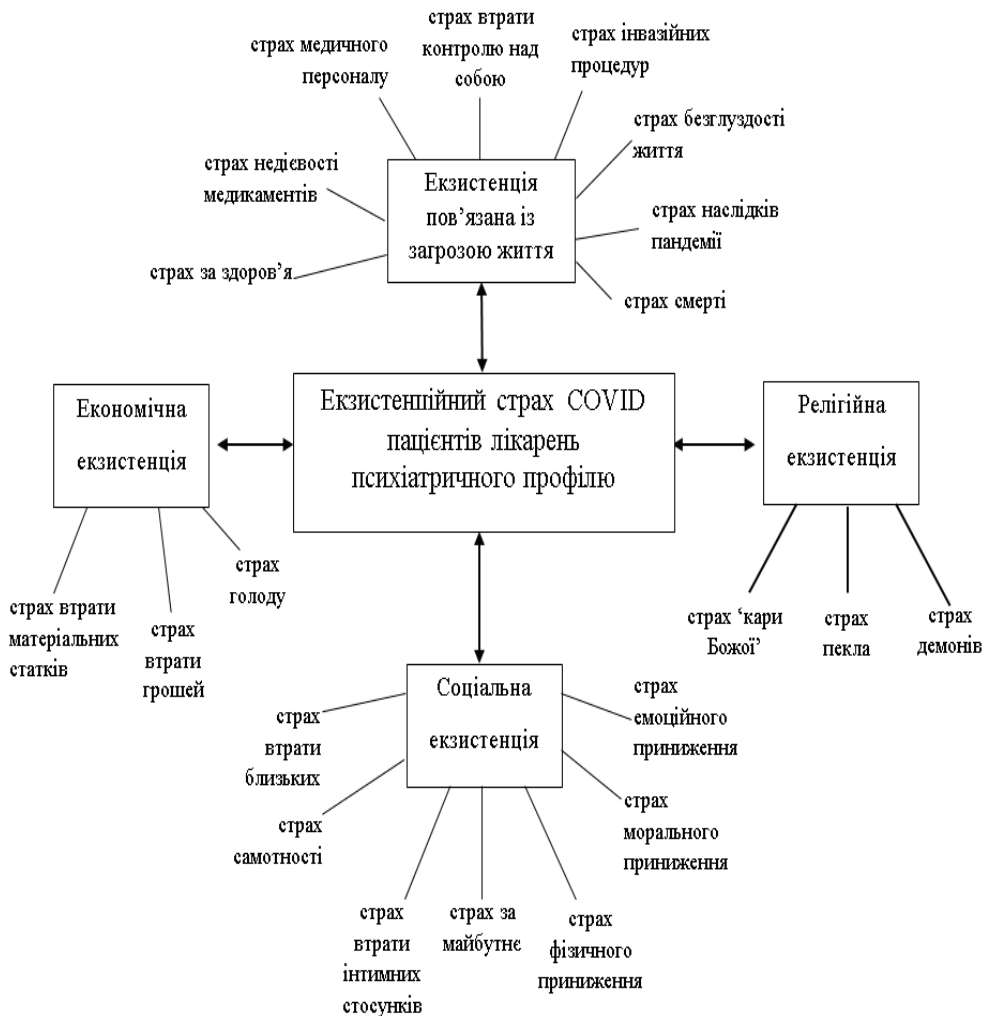 страх втрати
контролю над
собою
страх медичного
персоналу
страх інвазійних
процедур
страх безглуздості
життя
страх недієвості
медикаментів
Екзистенція
пов’язана із
загрозою життя
страх наслідків
пандемії
страх за здоров’я
страх смерті
Екзистенпійний страх COVID
пацієнтів лікарень
психіатричного профілю
Економічна
екзистенція
Релігійна
екзистенція
страх втрати
матеріальних
статків
страх
втрати
грошей
страх
голоду
страх ‘кари
Божої’
страх
пекла
страх
демонів
Соціальна
екзистенція
страх
втрати
близьких
страх
самотності
страх
втрати
інтимних
стосунків
страх за
майбутнє
страх
фізичного
приниження
страх
морального
приниження
страх
емоційного
приниження